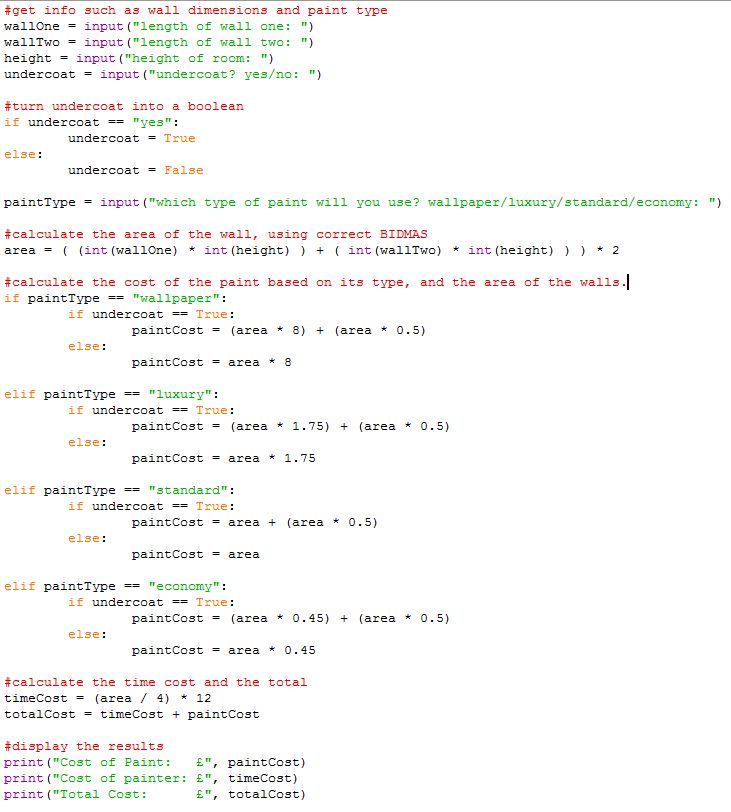 #get info such as wall dimensions and paint type
wallOne = input("length of wall one: ")
wallTwo = input("length of wall two: ")
height = input("height of room: ")
undercoat = input("undercoat? yes/no: ")

#turn undercoat into a boolean
if undercoat == "yes":
        undercoat = True
else:
        undercoat = False

paintType = input("which type of paint will you use? wallpaper/luxury/standard/economy: ")

#calculate the area of the wall, using correct BIDMAS
area = ( (int(wallOne) * int(height) ) + ( int(wallTwo) * int(height) ) ) * 2

#calculate the cost of the paint based on its type, and the area of the walls.
if paintType == "wallpaper":
        if undercoat == True:
                paintCost = (area * 8) + (area * 0.5)
        else:
                paintCost = area * 8

elif paintType == "luxury":
        if undercoat == True:
                paintCost = (area * 1.75) + (area * 0.5)
        else:
                paintCost = area * 1.75

elif paintType == "standard":
        if undercoat == True:
                paintCost = area + (area * 0.5)
        else:
                paintCost = area

elif paintType == "economy":
        if undercoat == True:
                paintCost = (area * 0.45) + (area * 0.5)
        else:
                paintCost = area * 0.45

#calculate the time cost and the total
timeCost = (area / 4) * 12
totalCost = timeCost + paintCost

#display the results
print("Cost of Paint:   £", paintCost)
print("Cost of painter: £", timeCost)
print("Total Cost:      £", totalCost)